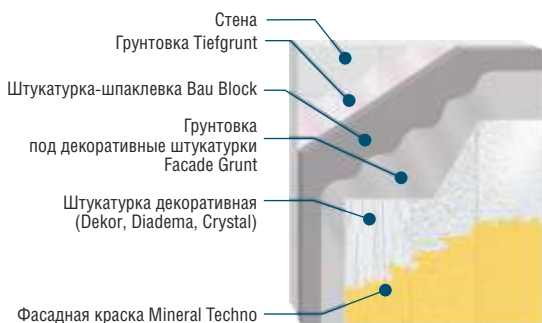 Стена
Грунтовка Tiefgrunt
Штукатурка-шпаклевка Bau Block
Грунтовка
под декоративные штукатурки
Facade Grunt
Штукатурка декоративная
(Dekor, Diadema, Crystal)
Фасадная краска Mineral Techno